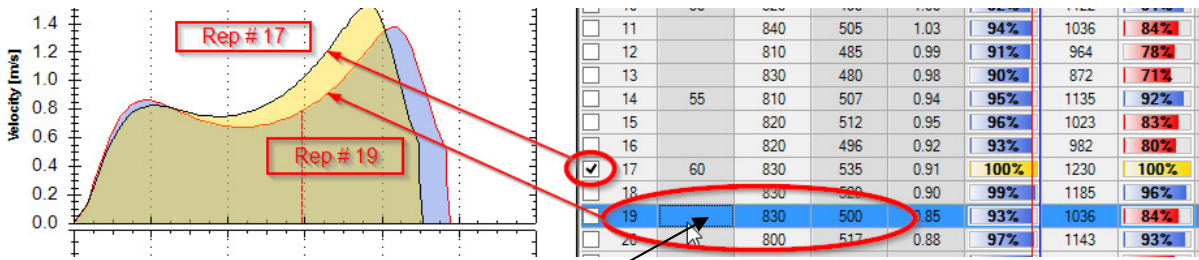 Velocity [m/s]
1.4
1.2
1.0
0.8
0.6
0.4
0.2
0.0
Rep # 17
Rep # 19
11 840 505 1.03 94% 1036 84%
12 810 485 0.99 91% 964 78%
13 830 480 0.98 90% 872 71%
14 55 810 507 0.94 95% 1135 92%
15 820 512 0.95 96% 1023 83%
16 820 496 0.92 93% 982 80%
17 60 830 535 0.91 100% 1230 100%
18 830 529 0.90 99% 1185 96%
19 830 500 0.85 93% 1036 84%
20 800 517 0.88 97% 1143 93%